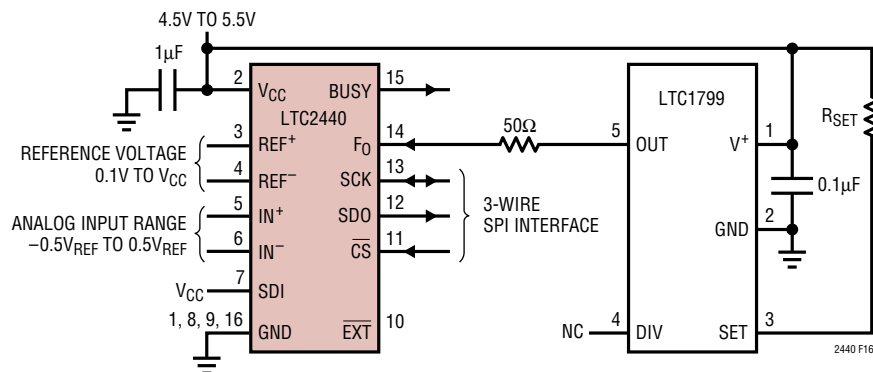 4.5V TO 5.5V
1µF
2
VCC
BUSY
15
LTC2440
LTC1799
REFERENCE VOLTAGE
0.1V TO VCC
3
REF+
FO
14
50Ω
5
OUT
V+
1
RSET
4
REF−
SCK
13
0.1µF
ANALOG INPUT RANGE
−0.5VREF TO 0.5VREF
5
IN+
SDO
12
3-WIRE
SPI INTERFACE
GND
2
6
IN−
CS
11
VCC
7
SDI
1, 8, 9, 16
GND
EXT
10
NC
4
DIV
SET
3
2440 F16